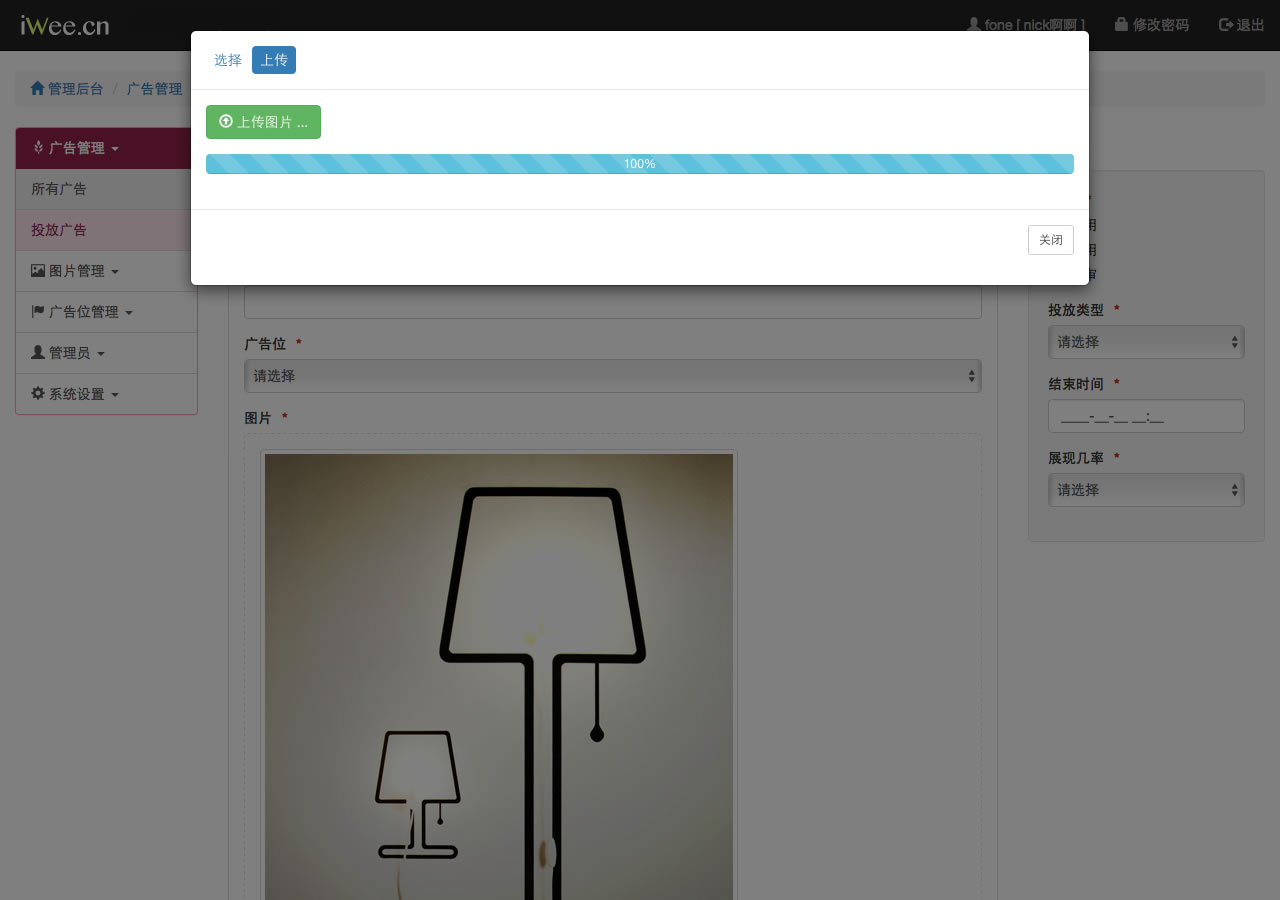 iWee.cn
fone [ nick啊啊 ]
修改密码
退出
选择
上传
管理后台 / 广告管理
上传图片 ...
100%
关闭
广告管理
所有广告
投放广告
图片管理
广告位管理
管理员
系统设置
广告位 *
请选择
图片 *
投放类型 *
请选择
结束时间 *
____-__-__ __:__
展现几率 *
请选择